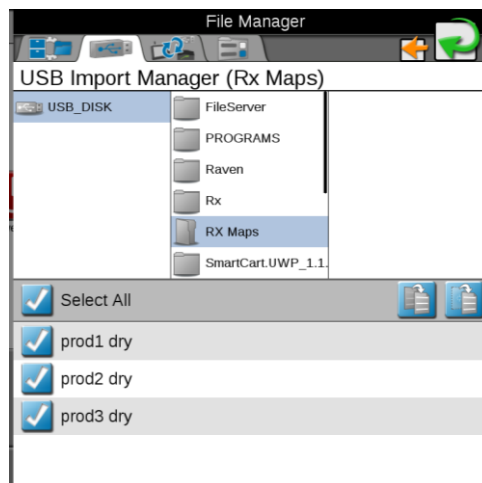 File Manager
USB Import Manager (Rx Maps)
USB_DISK
FileServer
PROGRAMS
Raven
Rx
RX Maps
SmartCart.UWP_1.1.
Select All
prod1 dry
prod2 dry
prod3 dry